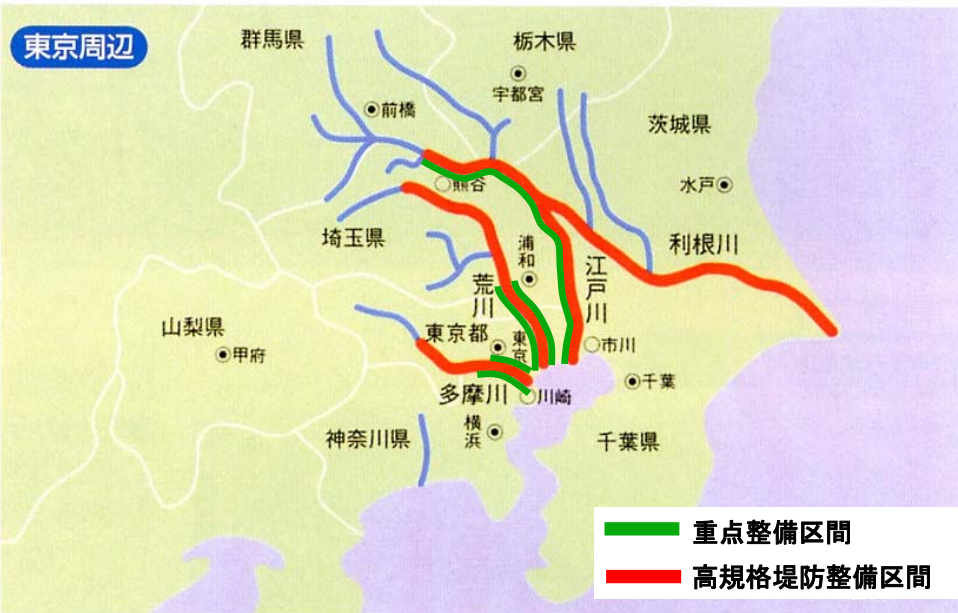 東京周辺
群馬県
栃木県
宇都宮
前橋
茨城県
水戸
熊谷
埼玉県
浦和
利根川
江戸川
荒川
山梨県
甲府
東京都
東京
市川
千葉
多摩川
川崎
横浜
神奈川県
千葉県
重点整備区間
高規格堤防整備区間